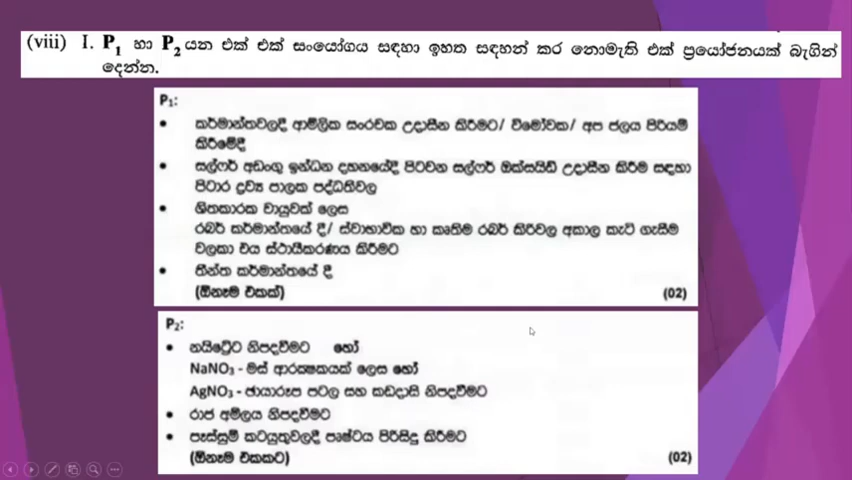 (viii) I. P₁ හා P₂ යන එක් එක් සංයෝගය සඳහා ඉහත සඳහන් කර නොමැති එක් ප්‍රයෝජනයක් බැගින්
දෙන්න.
P₁:
• කර්මාන්තවලදී ආම්ලික සංරචක උදාසීන කිරීමට/ විමෝචක/ අප ජලය පිරියම්
කිරීමේදී
• සල්ෆර් අඩංගු ඉන්ධන දහනයේදී පිටවන සල්ෆර් ඔක්සයිඩ් උදාසීන කිරීම සඳහා
පිටාර ද්‍රව්‍ය පාලක පද්ධතිවල
• ශීතකාරක වායුවක් ලෙස
රබර් කර්මාන්තයේ දී/ ස්වාභාවික හා කෘතිම රබර් කිරිවල අකාල කැටි ගැසීම
වලකා එය ස්ථායීකරණය කිරීමට
• තීන්ත කර්මාන්තයේ දී
(ඕනෑම එකක්) (02)
P₂:
• නයිට්‍රේට නිපදවීමට හෝ
NaNO₃ - මස් ආරක්ෂකයක් ලෙස හෝ
AgNO₃ - ඡායාරූප පටල සහ කඩදාසි නිපදවීමට
• රාජ අම්ලය නිපදවීමට
• පෑස්සුම් කටයුතුවලදී පෘෂ්ටය පිරිසිදු කිරීමට
(ඕනෑම එකකට) (02)